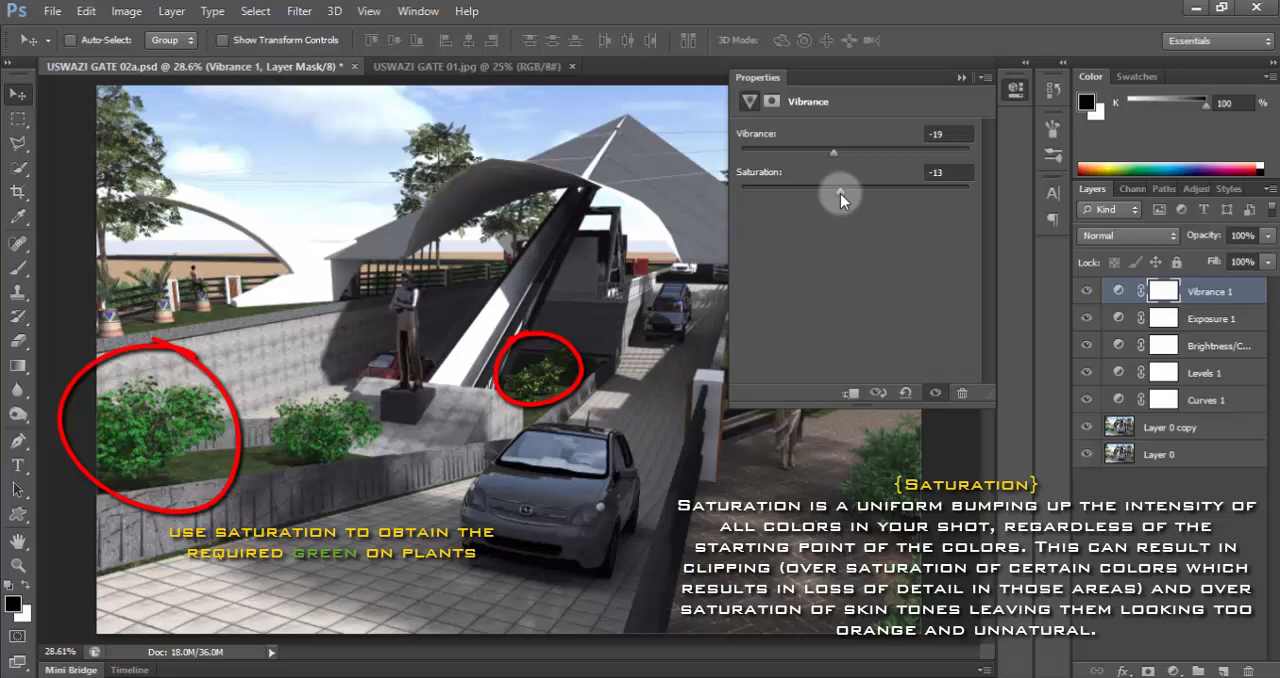 Ps File Edit Image Layer Type Select Filter 3D View Window Help
Auto-Select: Group Show Transform Controls 3D Mode: Essentials
USWAZI GATE 02a.psd @ 28.6% (Vibrance 1, Layer Mask/8) * × USWAZI GATE 01.jpg @ 25% (RGB/8#) ×
Properties
Vibrance
Vibrance: -19
Saturation: -13
Color Swatches
K 100 %
Layers Chann Paths Adjus Styles
Kind
Normal Opacity: 100%
Lock: Fill: 100%
Vibrance 1
Exposure 1
Brightness/C...
Levels 1
Curves 1
Layer 0 copy
Layer 0
USE SATURATION TO OBTAIN THE
REQUIRED GREEN ON PLANTS
{SATURATION}
SATURATION IS A UNIFORM BUMPING UP THE INTENSITY OF
ALL COLORS IN YOUR SHOT, REGARDLESS OF THE
STARTING POINT OF THE COLORS. THIS CAN RESULT IN
CLIPPING (OVER SATURATION OF CERTAIN COLORS WHICH
RESULTS IN LOSS OF DETAIL IN THOSE AREAS) AND OVER
SATURATION OF SKIN TONES LEAVING THEM LOOKING TOO
ORANGE AND UNNATURAL.
28.61% Doc: 18.0M/36.0M
Mini Bridge Timeline